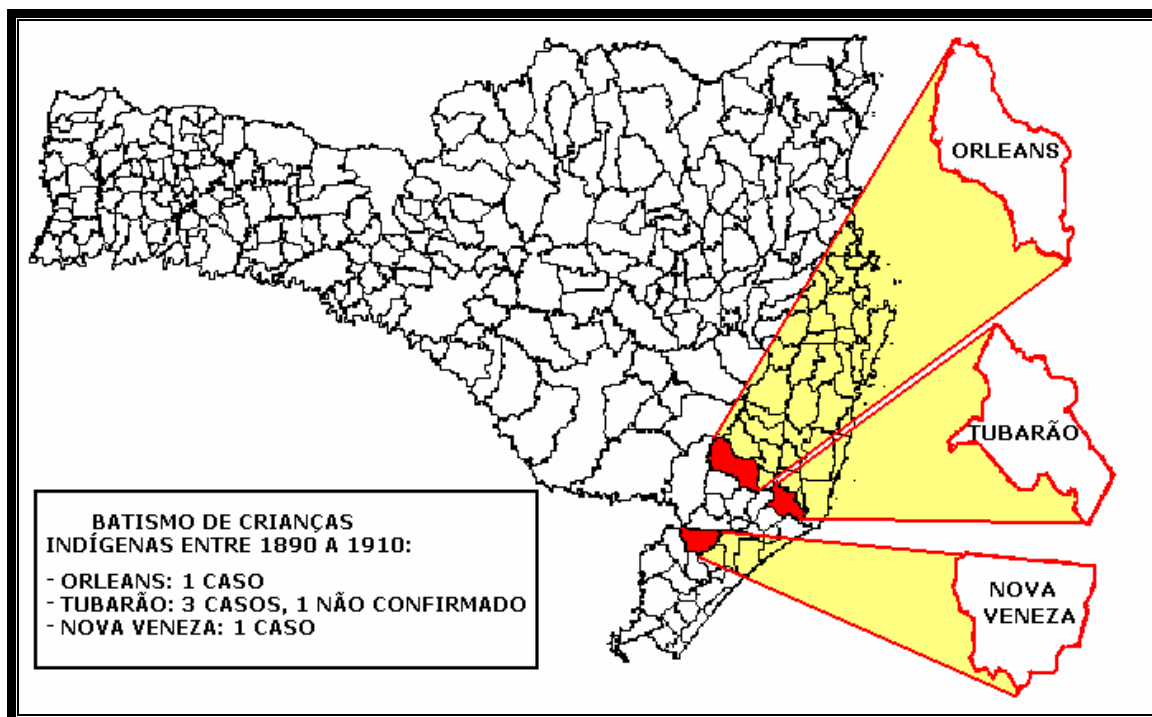 ORLEANS
TUBARÃO
NOVA
VENEZA
BATISMO DE CRIANÇAS
INDÍGENAS ENTRE 1890 A 1910:
- ORLEANS: 1 CASO
- TUBARÃO: 3 CASOS, 1 NÃO CONFIRMADO
- NOVA VENEZA: 1 CASO